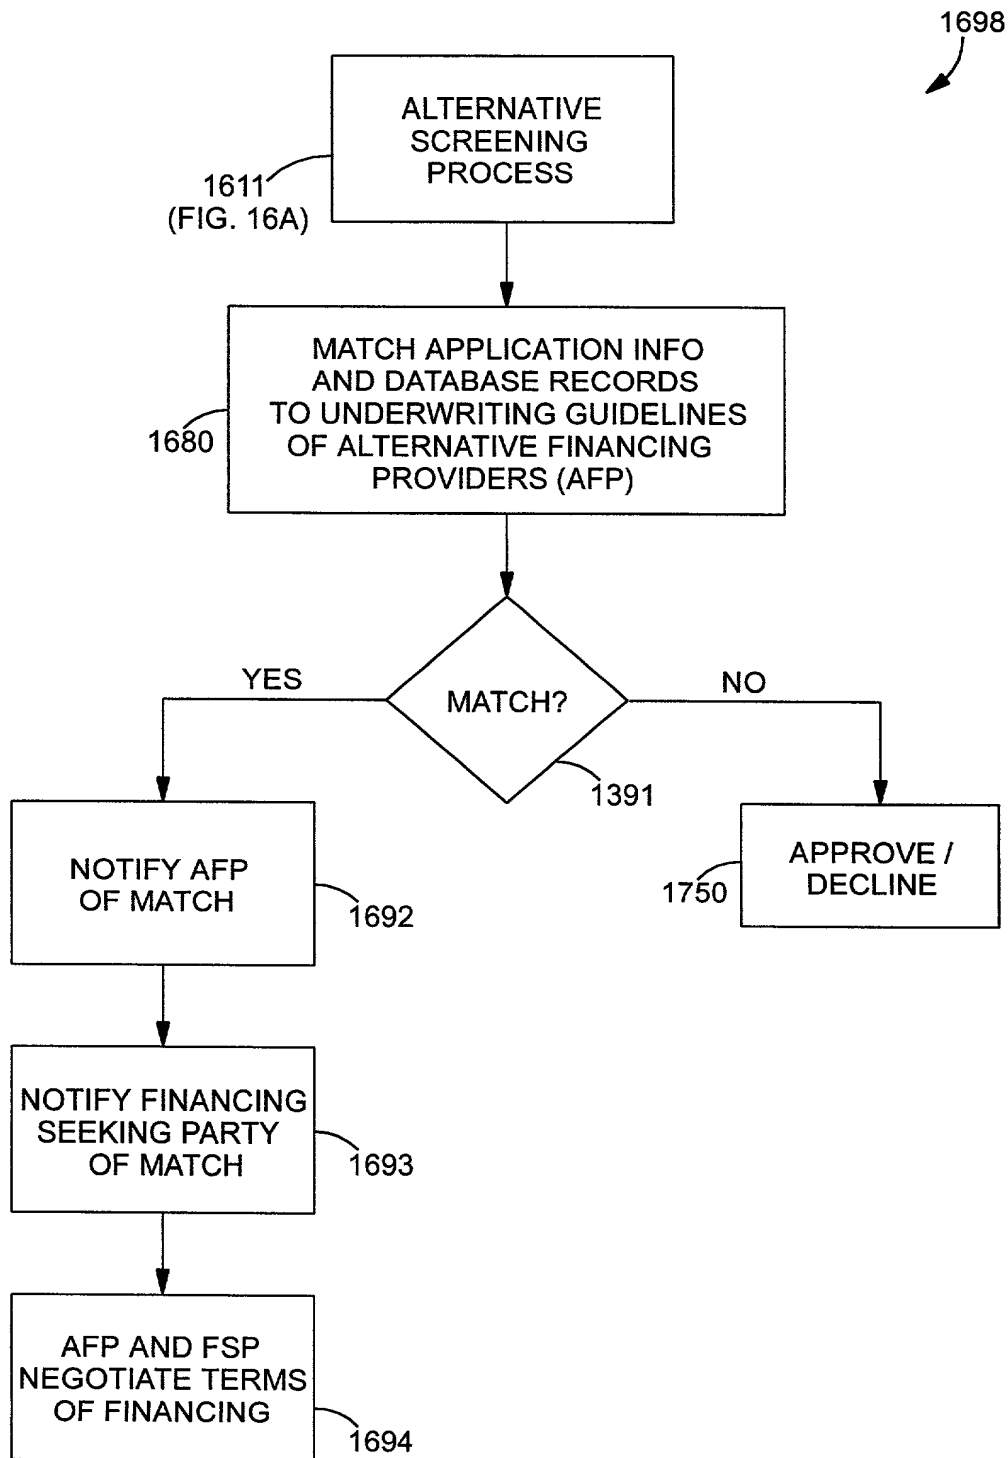 1698
ALTERNATIVE
SCREENING
PROCESS
1611
(FIG. 16A)
MATCH APPLICATION INFO
AND DATABASE RECORDS
TO UNDERWRITING GUIDELINES
OF ALTERNATIVE FINANCING
PROVIDERS (AFP)
1680
YES
MATCH?
NO
1391
NOTIFY AFP
OF MATCH
1692
APPROVE /
DECLINE
1750
NOTIFY FINANCING
SEEKING PARTY
OF MATCH
1693
AFP AND FSP
NEGOTIATE TERMS
OF FINANCING
1694